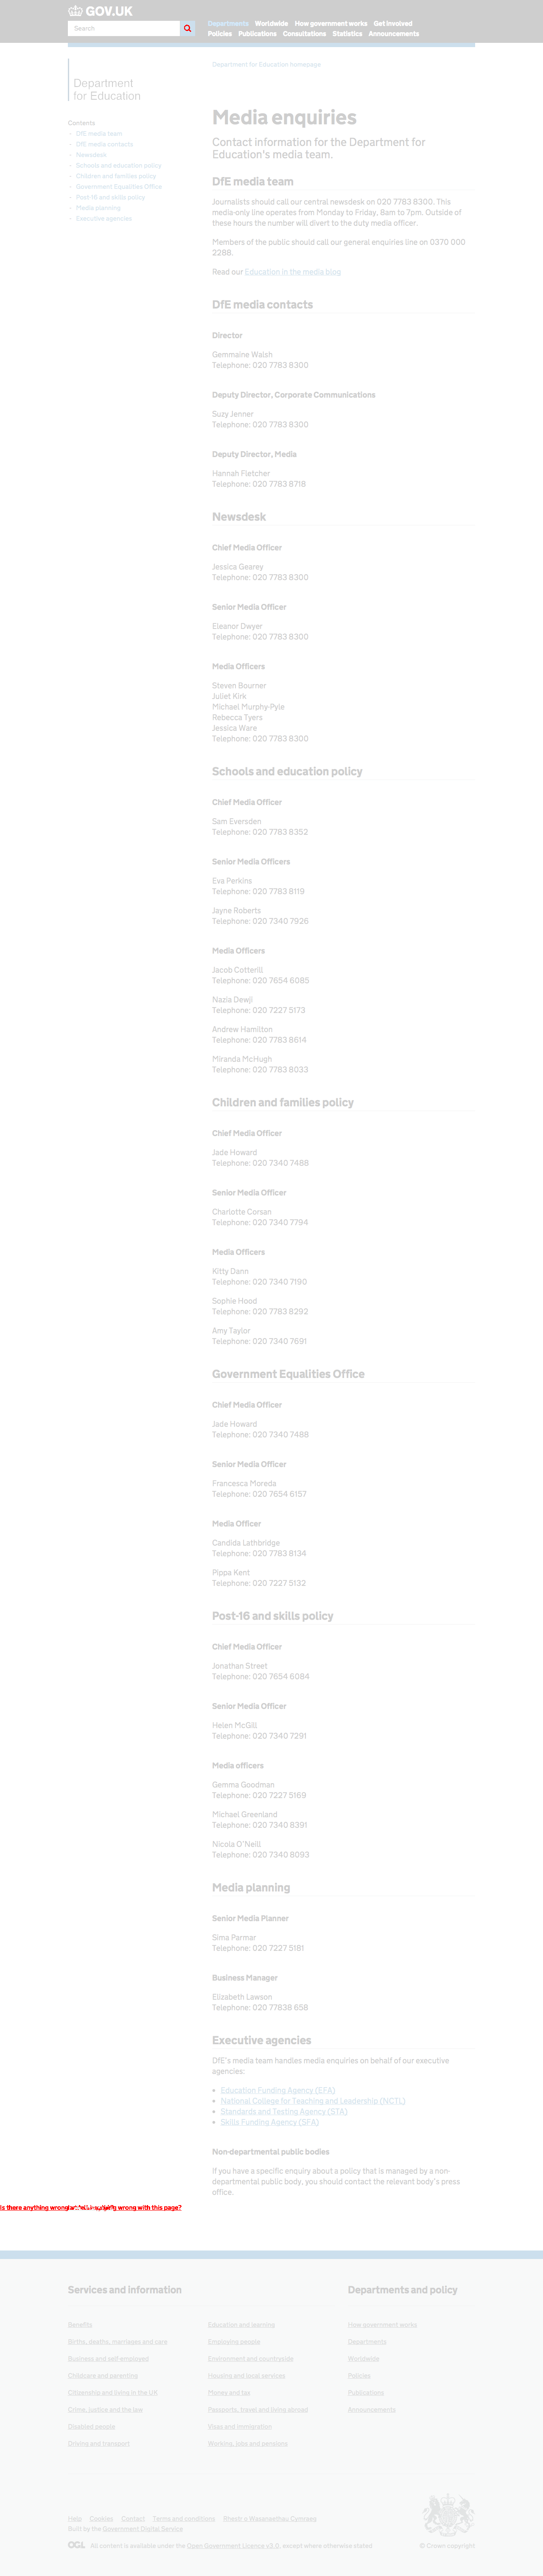 GOV.UK
Search
Departments Worldwide How government works Get involved
Policies Publications Consultations Statistics Announcements
Department
for Education
Department for Education homepage
Contents
– DfE media team
– DfE media contacts
– Newsdesk
– Schools and education policy
– Children and families policy
– Government Equalities Office
– Post-16 and skills policy
– Media planning
– Executive agencies
Media enquiries
Contact information for the Department for
Education's media team.
DfE media team
Journalists should call our central newsdesk on 020 7783 8300. This
media-only line operates from Monday to Friday, 8am to 7pm. Outside of
these hours the number will divert to the duty media officer.
Members of the public should call our general enquiries line on 0370 000
2288.
Read our Education in the media blog
DfE media contacts
Director
Gemmaine Walsh
Telephone: 020 7783 8300
Deputy Director, Corporate Communications
Suzy Jenner
Telephone: 020 7783 8300
Deputy Director, Media
Hannah Fletcher
Telephone: 020 7783 8718
Newsdesk
Chief Media Officer
Jessica Gearey
Telephone: 020 7783 8300
Senior Media Officer
Eleanor Dwyer
Telephone: 020 7783 8300
Media Officers
Steven Bourner
Juliet Kirk
Michael Murphy-Pyle
Rebecca Tyers
Jessica Ware
Telephone: 020 7783 8300
Schools and education policy
Chief Media Officer
Sam Eversden
Telephone: 020 7783 8352
Senior Media Officers
Eva Perkins
Telephone: 020 7783 8119
Jayne Roberts
Telephone: 020 7340 7926
Media Officers
Jacob Cotterill
Telephone: 020 7654 6085
Nazia Dewji
Telephone: 020 7227 5173
Andrew Hamilton
Telephone: 020 7783 8614
Miranda McHugh
Telephone: 020 7783 8033
Children and families policy
Chief Media Officer
Jade Howard
Telephone: 020 7340 7488
Senior Media Officer
Charlotte Corsan
Telephone: 020 7340 7794
Media Officers
Kitty Dann
Telephone: 020 7340 7190
Sophie Hood
Telephone: 020 7783 8292
Amy Taylor
Telephone: 020 7340 7691
Government Equalities Office
Chief Media Officer
Jade Howard
Telephone: 020 7340 7488
Senior Media Officer
Francesca Moreda
Telephone: 020 7654 6157
Media Officer
Candida Lethbridge
Telephone: 020 7783 8134
Pippa Kent
Telephone: 020 7227 5132
Post-16 and skills policy
Chief Media Officer
Jonathan Street
Telephone: 020 7654 6084
Senior Media Officer
Helen McGill
Telephone: 020 7340 7291
Media officers
Gemma Goodman
Telephone: 020 7227 5169
Michael Greenland
Telephone: 020 7340 8391
Nicola O'Neill
Telephone: 020 7340 8093
Media planning
Senior Media Planner
Sima Parmar
Telephone: 020 7227 5181
Business Manager
Elizabeth Lawson
Telephone: 020 77838 658
Executive agencies
DfE's media team handles media enquiries on behalf of our executive
agencies:
• Education Funding Agency (EFA)
• National College for Teaching and Leadership (NCTL)
• Standards and Testing Agency (STA)
• Skills Funding Agency (SFA)
Non-departmental public bodies
If you have a specific enquiry about a policy that is managed by a non-
departmental public body, you should contact the relevant body's press
office.
Is there anything wrong wrong with this page?
Services and information
Departments and policy
Benefits
Births, deaths, marriages and care
Business and self-employed
Childcare and parenting
Citizenship and living in the UK
Crime, justice and the law
Disabled people
Driving and transport
Education and learning
Employing people
Environment and countryside
Housing and local services
Money and tax
Passports, travel and living abroad
Visas and immigration
Working, jobs and pensions
How government works
Departments
Worldwide
Policies
Publications
Announcements
Help Cookies Contact Terms and conditions Rhestr o Wasanaethau Cymraeg
Built by the Government Digital Service
OGL All content is available under the Open Government Licence v3.0, except where otherwise stated
© Crown copyright